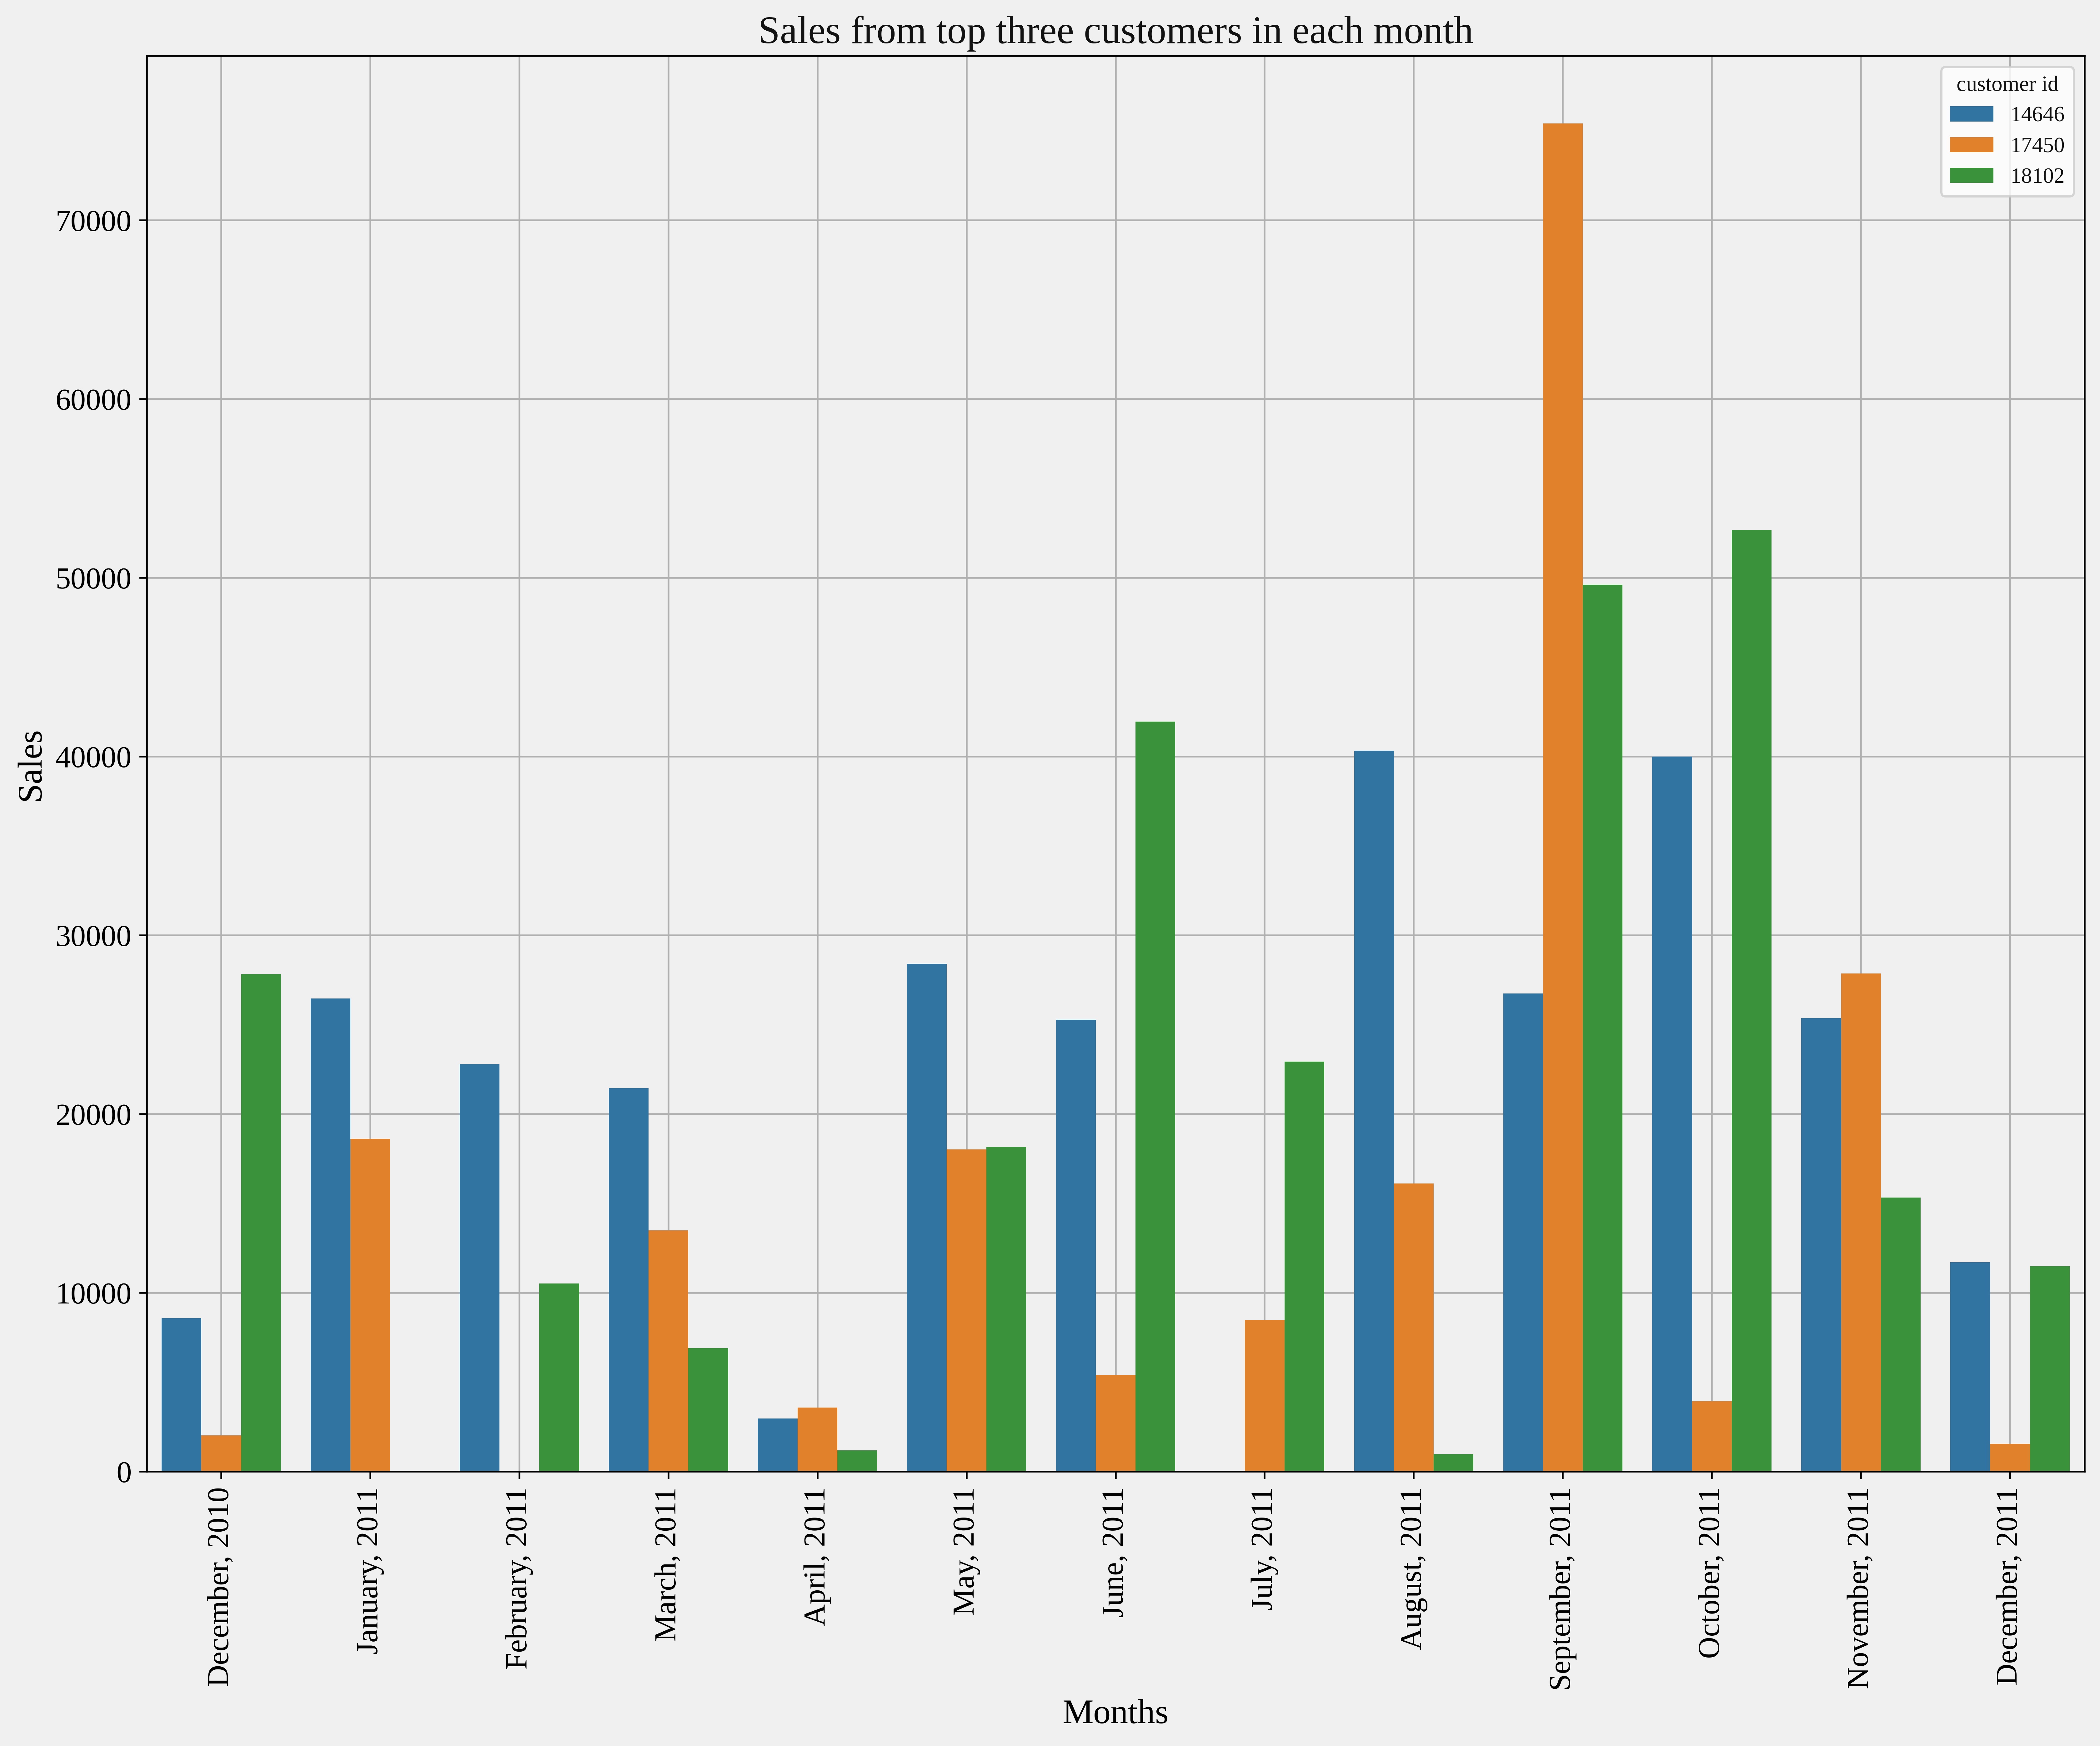 Sales from top three customers in each month
customer id
14646
17450
18102
Sales
70000
60000
50000
40000
30000
20000
10000
0
December, 2010
January, 2011
February, 2011
March, 2011
April, 2011
May, 2011
June, 2011
July, 2011
August, 2011
September, 2011
October, 2011
November, 2011
December, 2011
Months